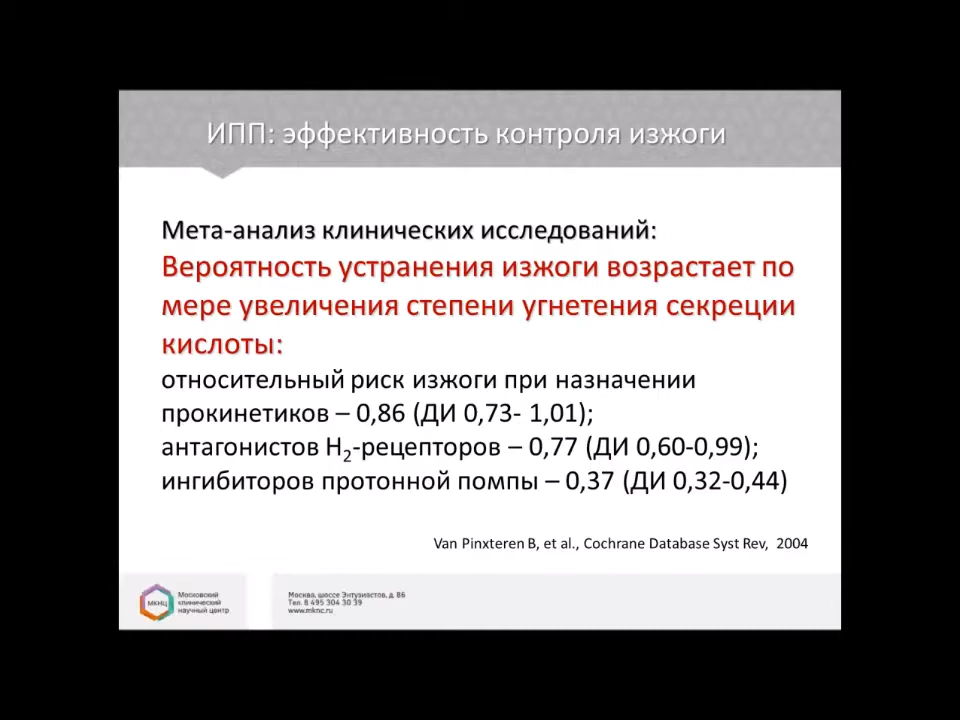 ИПП: эффективность контроля изжоги
Мета-анализ клинических исследований:
Вероятность устранения изжоги возрастает по
мере увеличения степени угнетения секреции
кислоты:
относительный риск изжоги при назначении
прокинетиков – 0,86 (ДИ 0,73- 1,01);
антагонистов H₂-рецепторов – 0,77 (ДИ 0,60-0,99);
ингибиторов протонной помпы – 0,37 (ДИ 0,32-0,44)
Van Pinxteren B, et al., Cochrane Database Syst Rev, 2004
МКНЦ
Московский
клинический
научный центр
Москва, шоссе Энтузиастов, д. 86
Тел. 8 495 304 30 39
www.mknc.ru